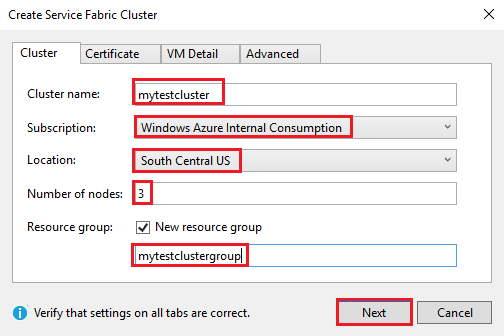 Create Service Fabric Cluster
Cluster Certificate VM Detail Advanced
Cluster name: mytestcluster
Subscription: Windows Azure Internal Consumption
Location: South Central US
Number of nodes: 3
Resource group: New resource group
mytestclustergroup
Verify that settings on all tabs are correct. Next Cancel